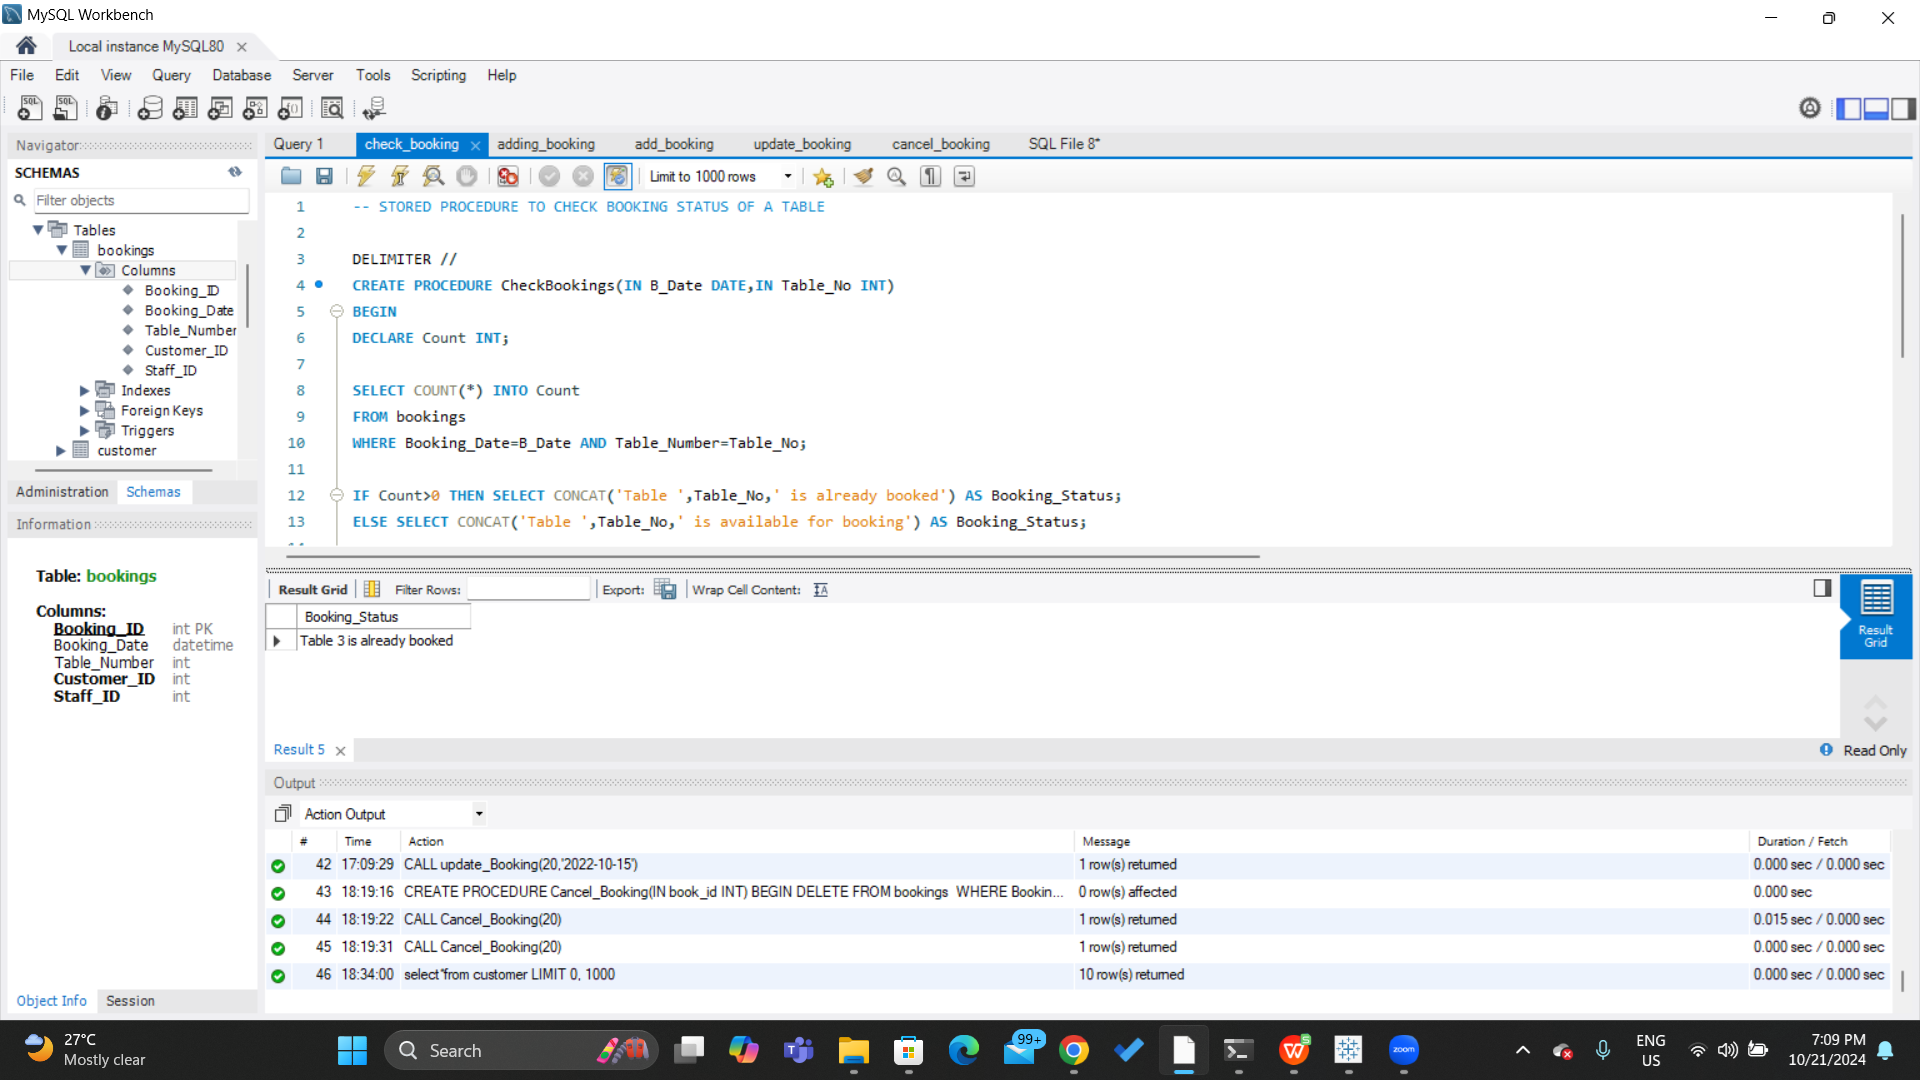 MySQL Workbench
Local instance MySQL80
File Edit View Query Database Server Tools Scripting Help
Navigator
SCHEMAS
Filter objects
Tables
bookings
Columns
Booking_ID
Booking_Date
Table_Number
Customer_ID
Staff_ID
Indexes
Foreign Keys
Triggers
customer
Administration Schemas
Information
Table: bookings
Columns:
Booking_ID int PK
Booking_Date datetime
Table_Number int
Customer_ID int
Staff_ID int
Object Info Session
Query 1 check_booking adding_booking add_booking update_booking cancel_booking SQL File 8*
Limit to 1000 rows
1 -- STORED PROCEDURE TO CHECK BOOKING STATUS OF A TABLE
2
3 DELIMITER //
4 CREATE PROCEDURE CheckBookings(IN B_Date DATE,IN Table_No INT)
5 BEGIN
6 DECLARE Count INT;
7
8 SELECT COUNT(*) INTO Count
9 FROM bookings
10 WHERE Booking_Date=B_Date AND Table_Number=Table_No;
11
12 IF Count>0 THEN SELECT CONCAT('Table ',Table_No,' is already booked') AS Booking_Status;
13 ELSE SELECT CONCAT('Table ',Table_No,' is available for booking') AS Booking_Status;
Result Grid Filter Rows: Export: Wrap Cell Content:
Booking_Status
Table 3 is already booked
Result Grid
Result 5
Read Only
Output
Action Output
# Time Action Message Duration / Fetch
42 17:09:29 CALL update_Booking(20,'2022-10-15') 1 row(s) returned 0.000 sec / 0.000 sec
43 18:19:16 CREATE PROCEDURE Cancel_Booking(IN book_id INT) BEGIN DELETE FROM bookings WHERE Bookin... 0 row(s) affected 0.000 sec
44 18:19:22 CALL Cancel_Booking(20) 1 row(s) returned 0.015 sec / 0.000 sec
45 18:19:31 CALL Cancel_Booking(20) 1 row(s) returned 0.000 sec / 0.000 sec
46 18:34:00 select*from customer LIMIT 0, 1000 10 row(s) returned 0.000 sec / 0.000 sec
27°C
Mostly clear
Search
99+
zoom
ENG
US
7:09 PM
10/21/2024